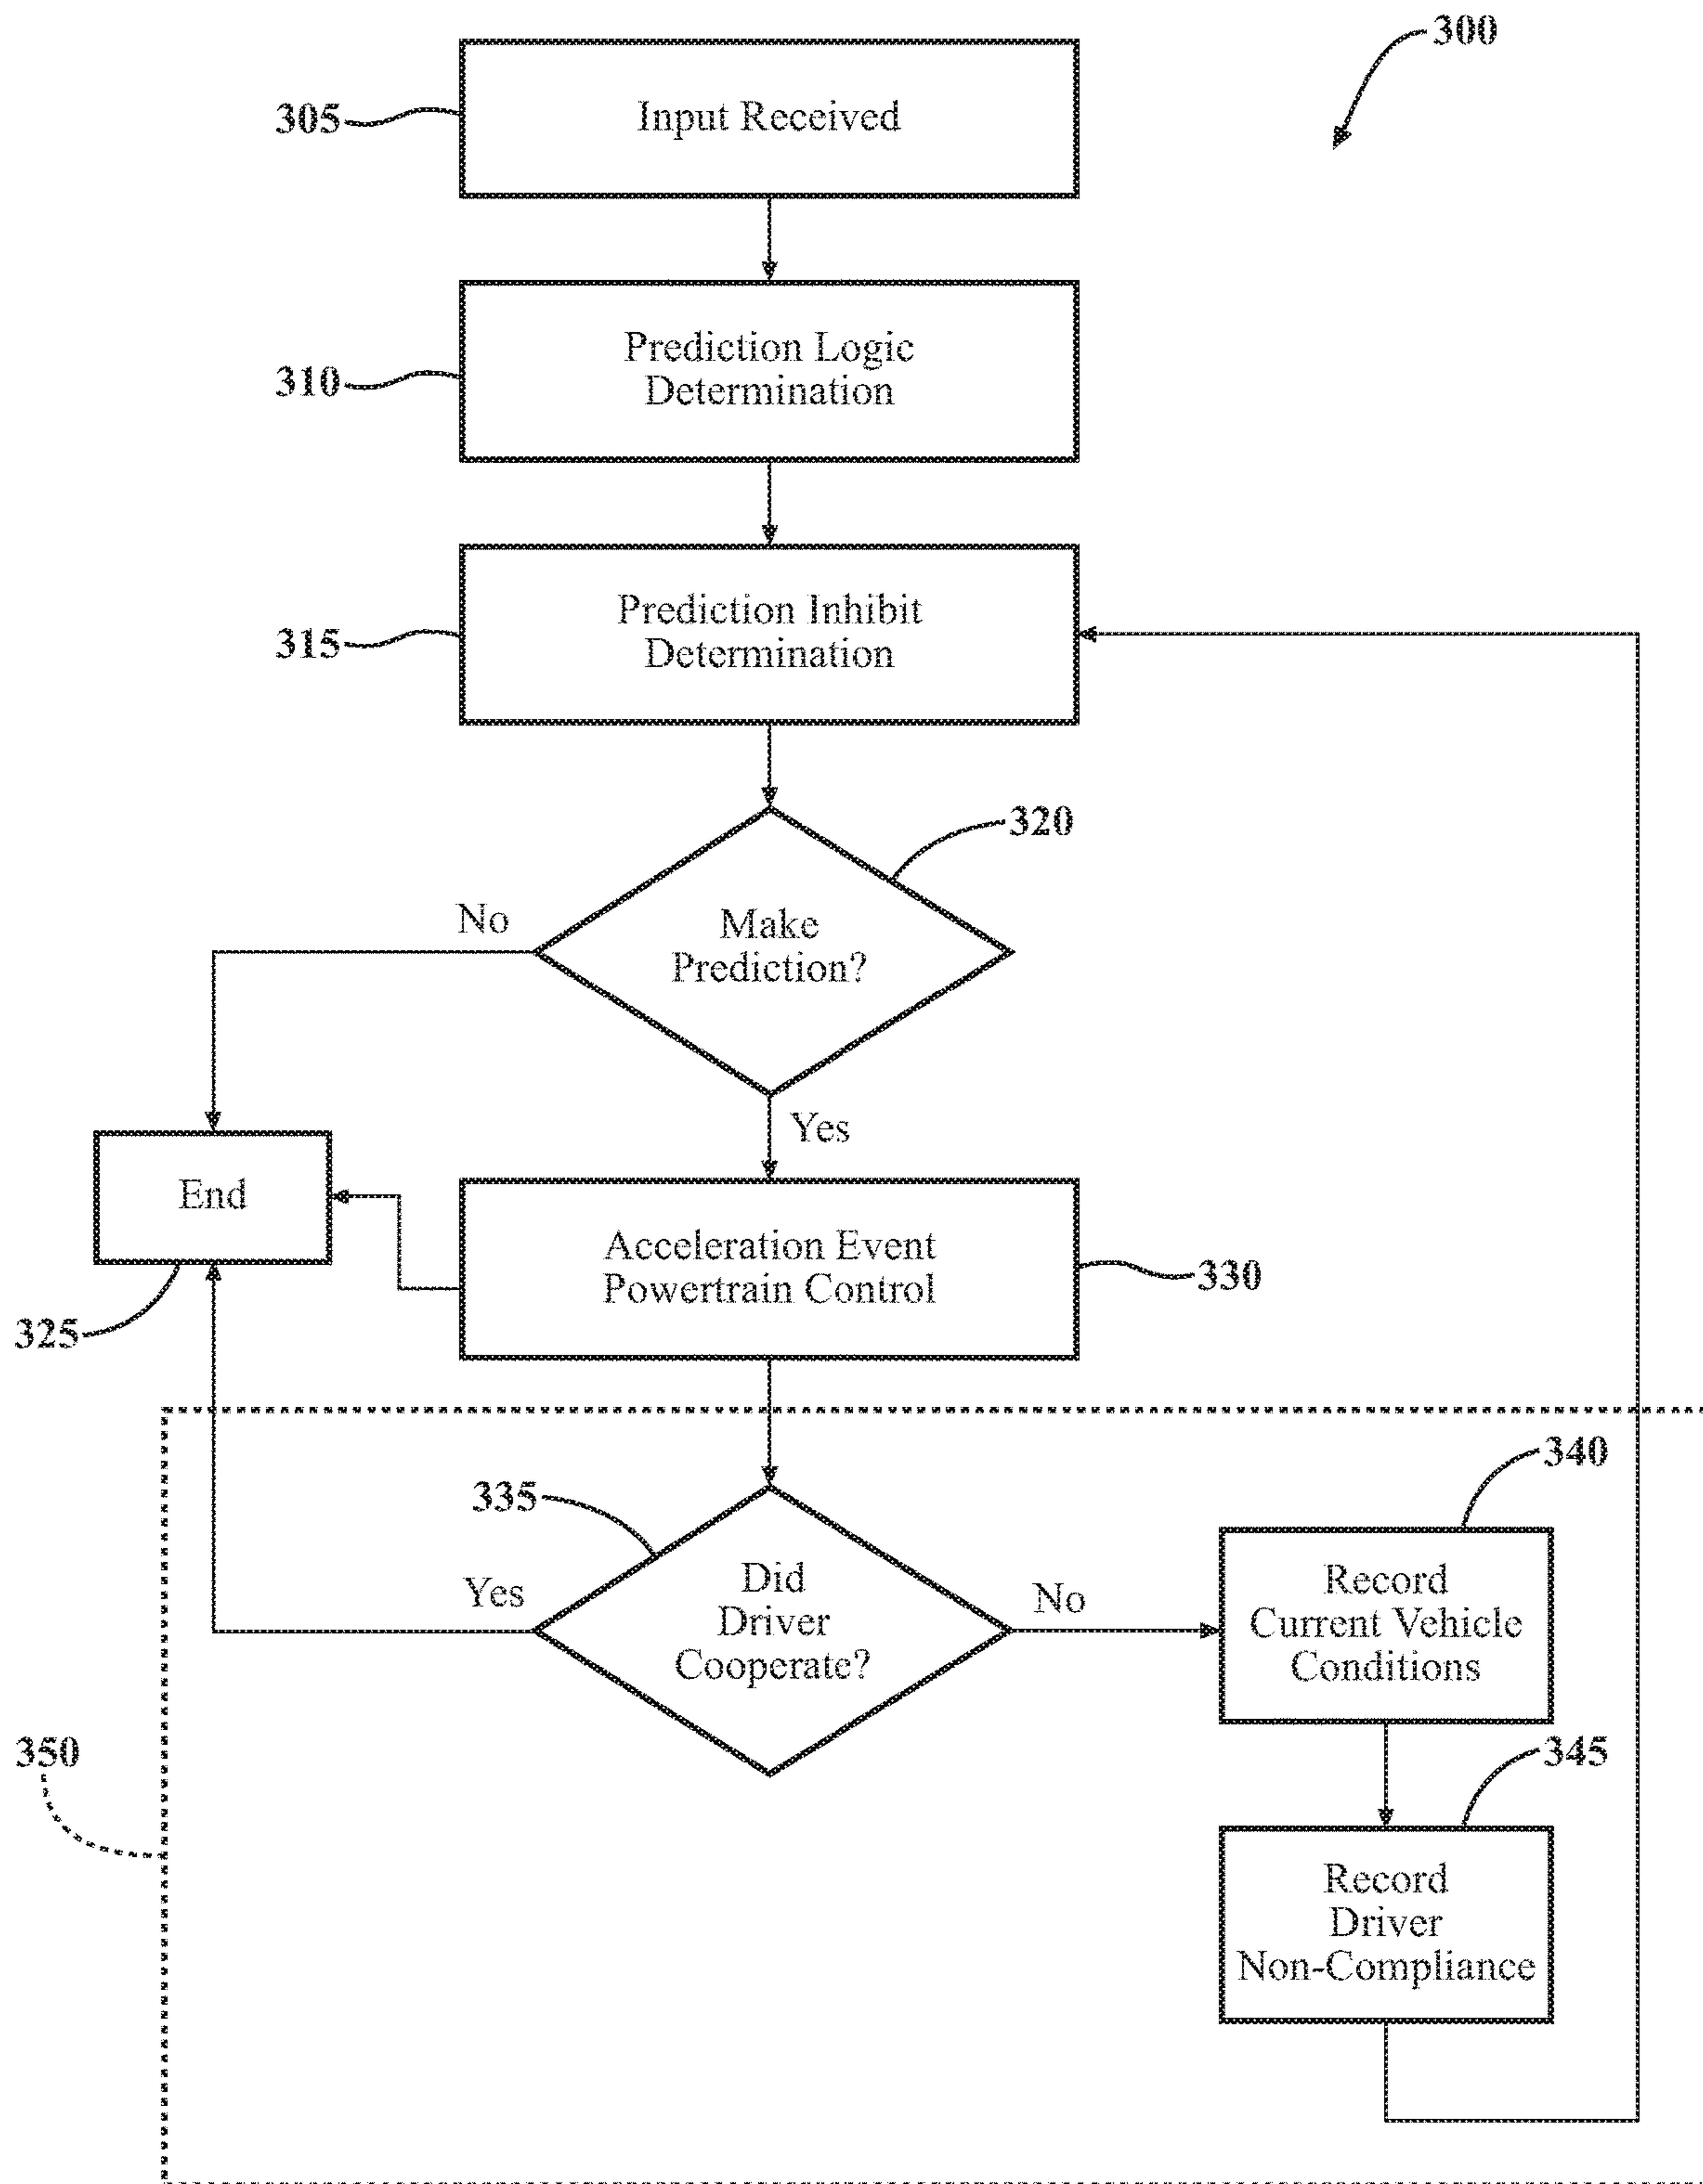 300
305
Input Received
310
Prediction Logic
Determination
315
Prediction Inhibit
Determination
320
No
Make
Prediction?
Yes
End
325
Acceleration Event
Powertrain Control
330
335
340
Yes
Did
Driver
Cooperate?
No
Record
Current Vehicle
Conditions
350
345
Record
Driver
Non-Compliance